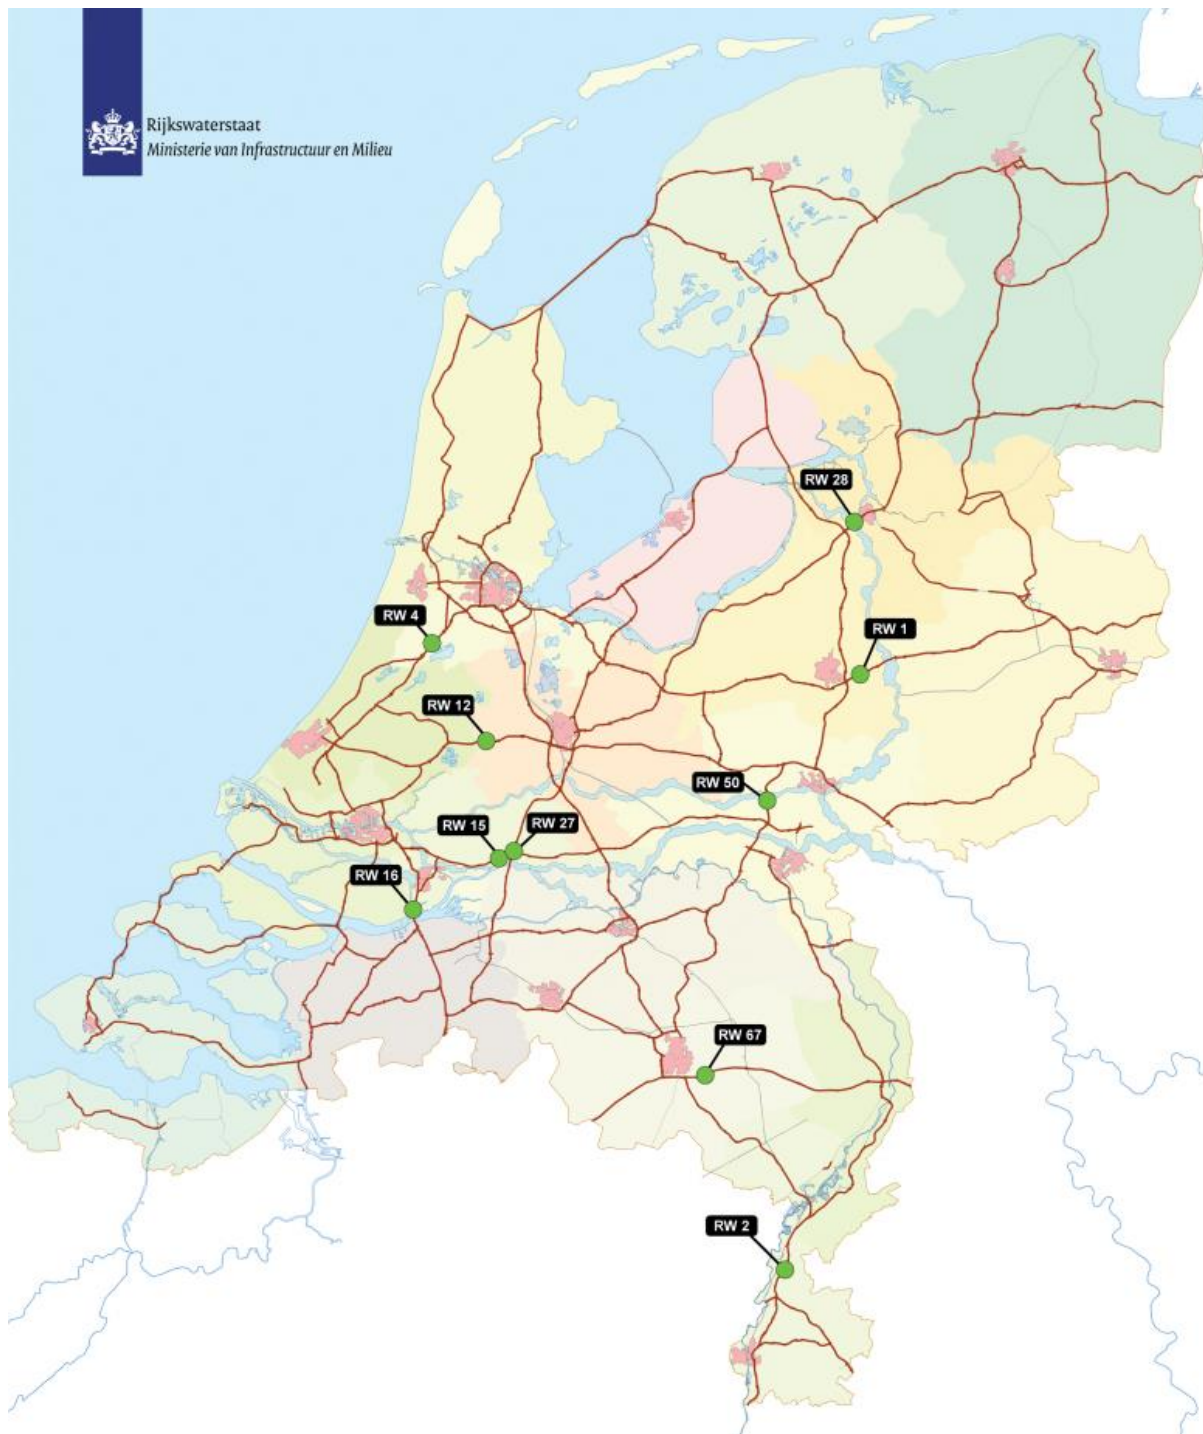 Rijkswaterstaat
Ministerie van Infrastructuur en Milieu
RW 28
RW 4
RW 1
RW 12
RW 50
RW 15
RW 27
RW 16
RW 67
RW 2